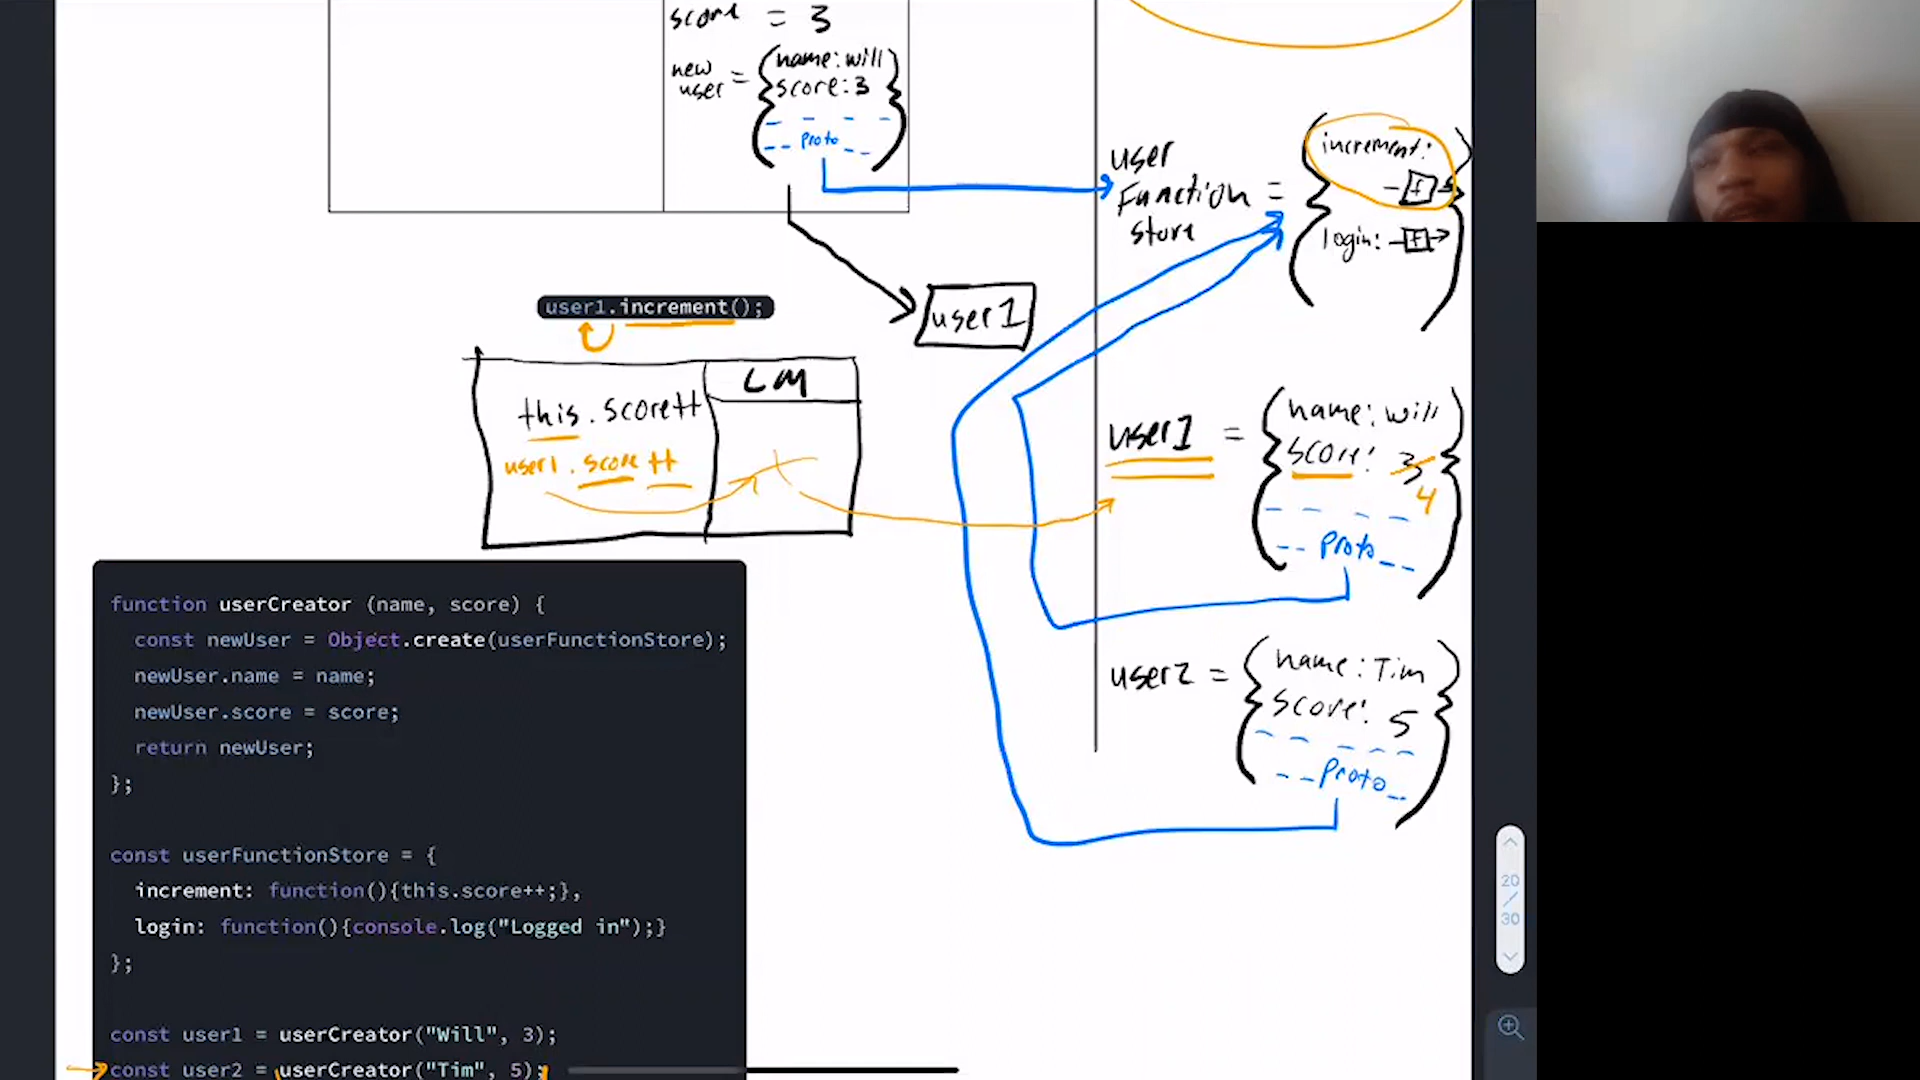 score = 3
new user = { name: will
score: 3
-- Proto --
user Function store = { increment: -[f]->
login: -[f]->
user1.increment();
user1
LM
this.score++
user1.score++
user1 = { name: will
score: 3 4
-- Proto --
user2 = { name: Tim
score: 5
-- Proto --
function userCreator (name, score) {
const newUser = Object.create(userFunctionStore);
newUser.name = name;
newUser.score = score;
return newUser;
};
const userFunctionStore = {
increment: function(){this.score++;},
login: function(){console.log("Logged in");}
};
const user1 = userCreator("Will", 3);
const user2 = userCreator("Tim", 5);
20
/
30